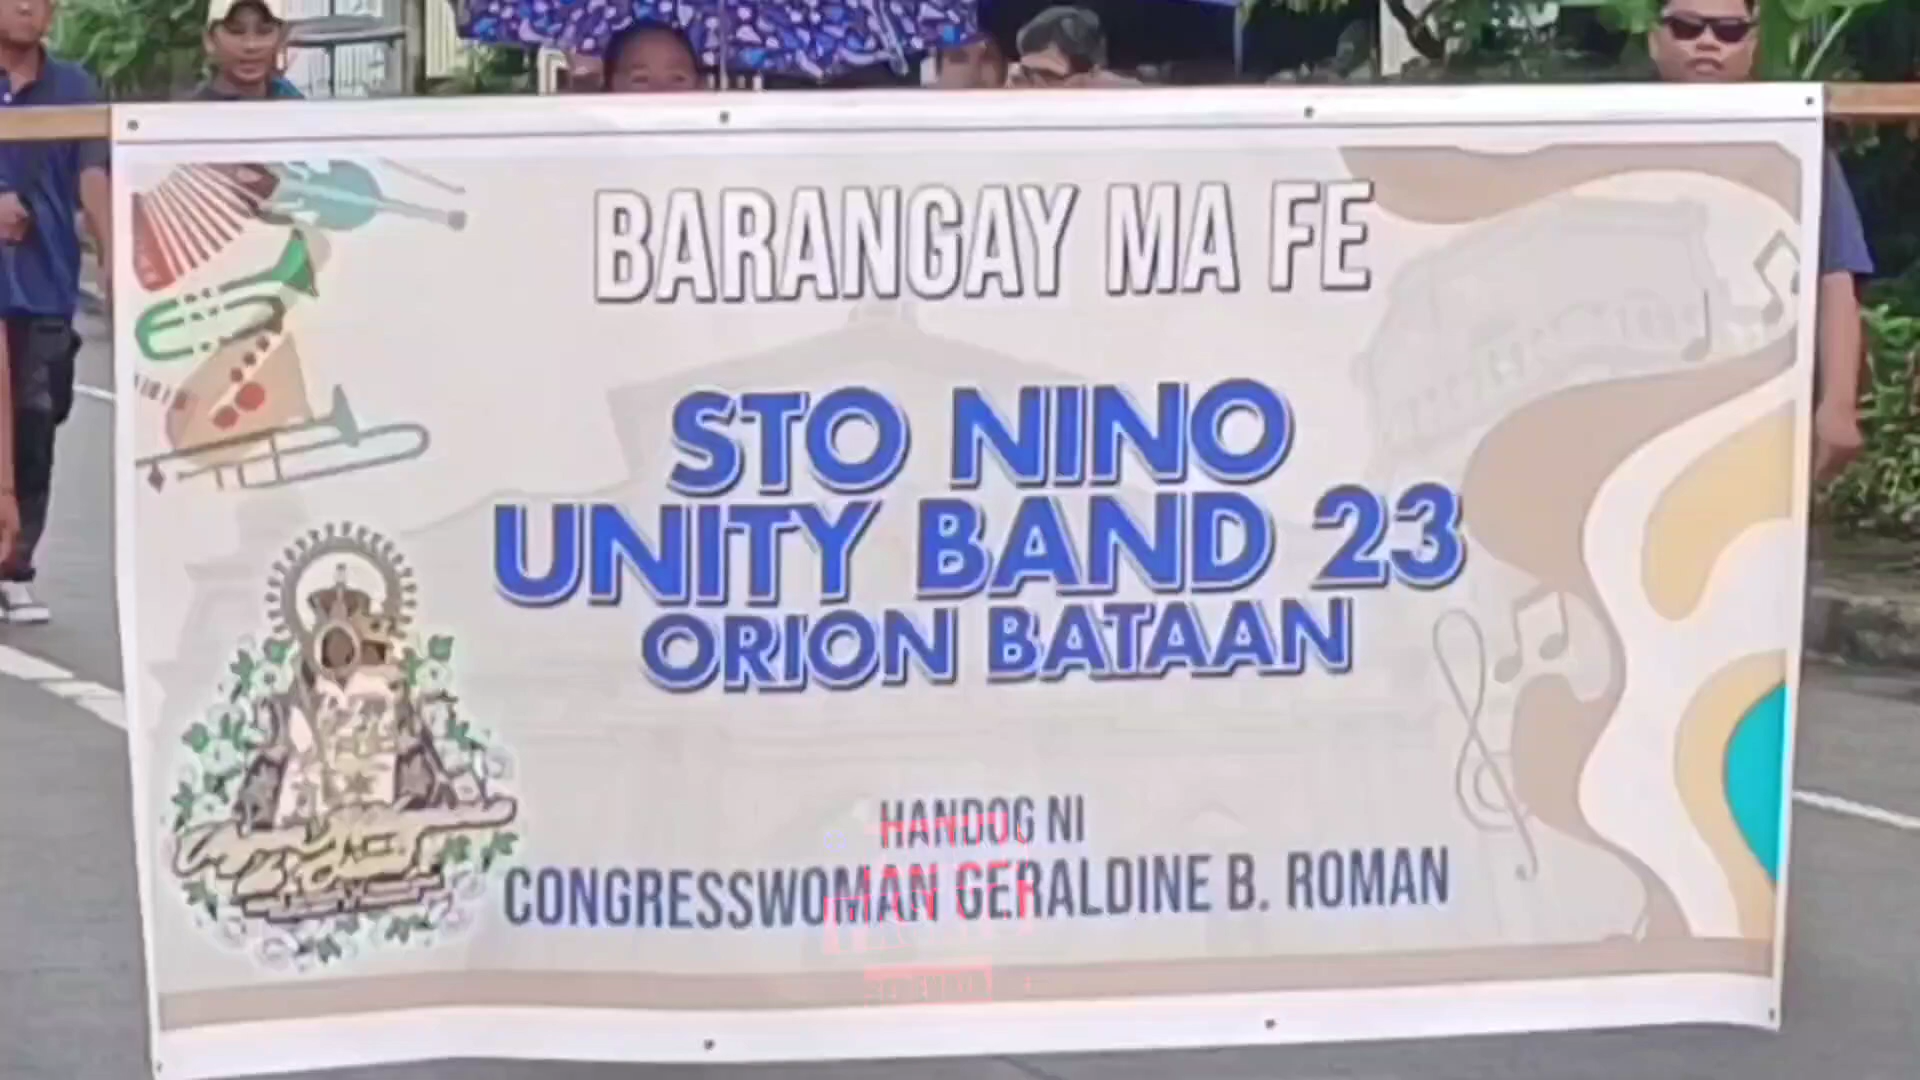 BARANGAY MA FE
STO NINO
UNITY BAND 23
ORION BATAAN
HANDOG NI
CONGRESSWOMAN GERALDINE B. ROMAN